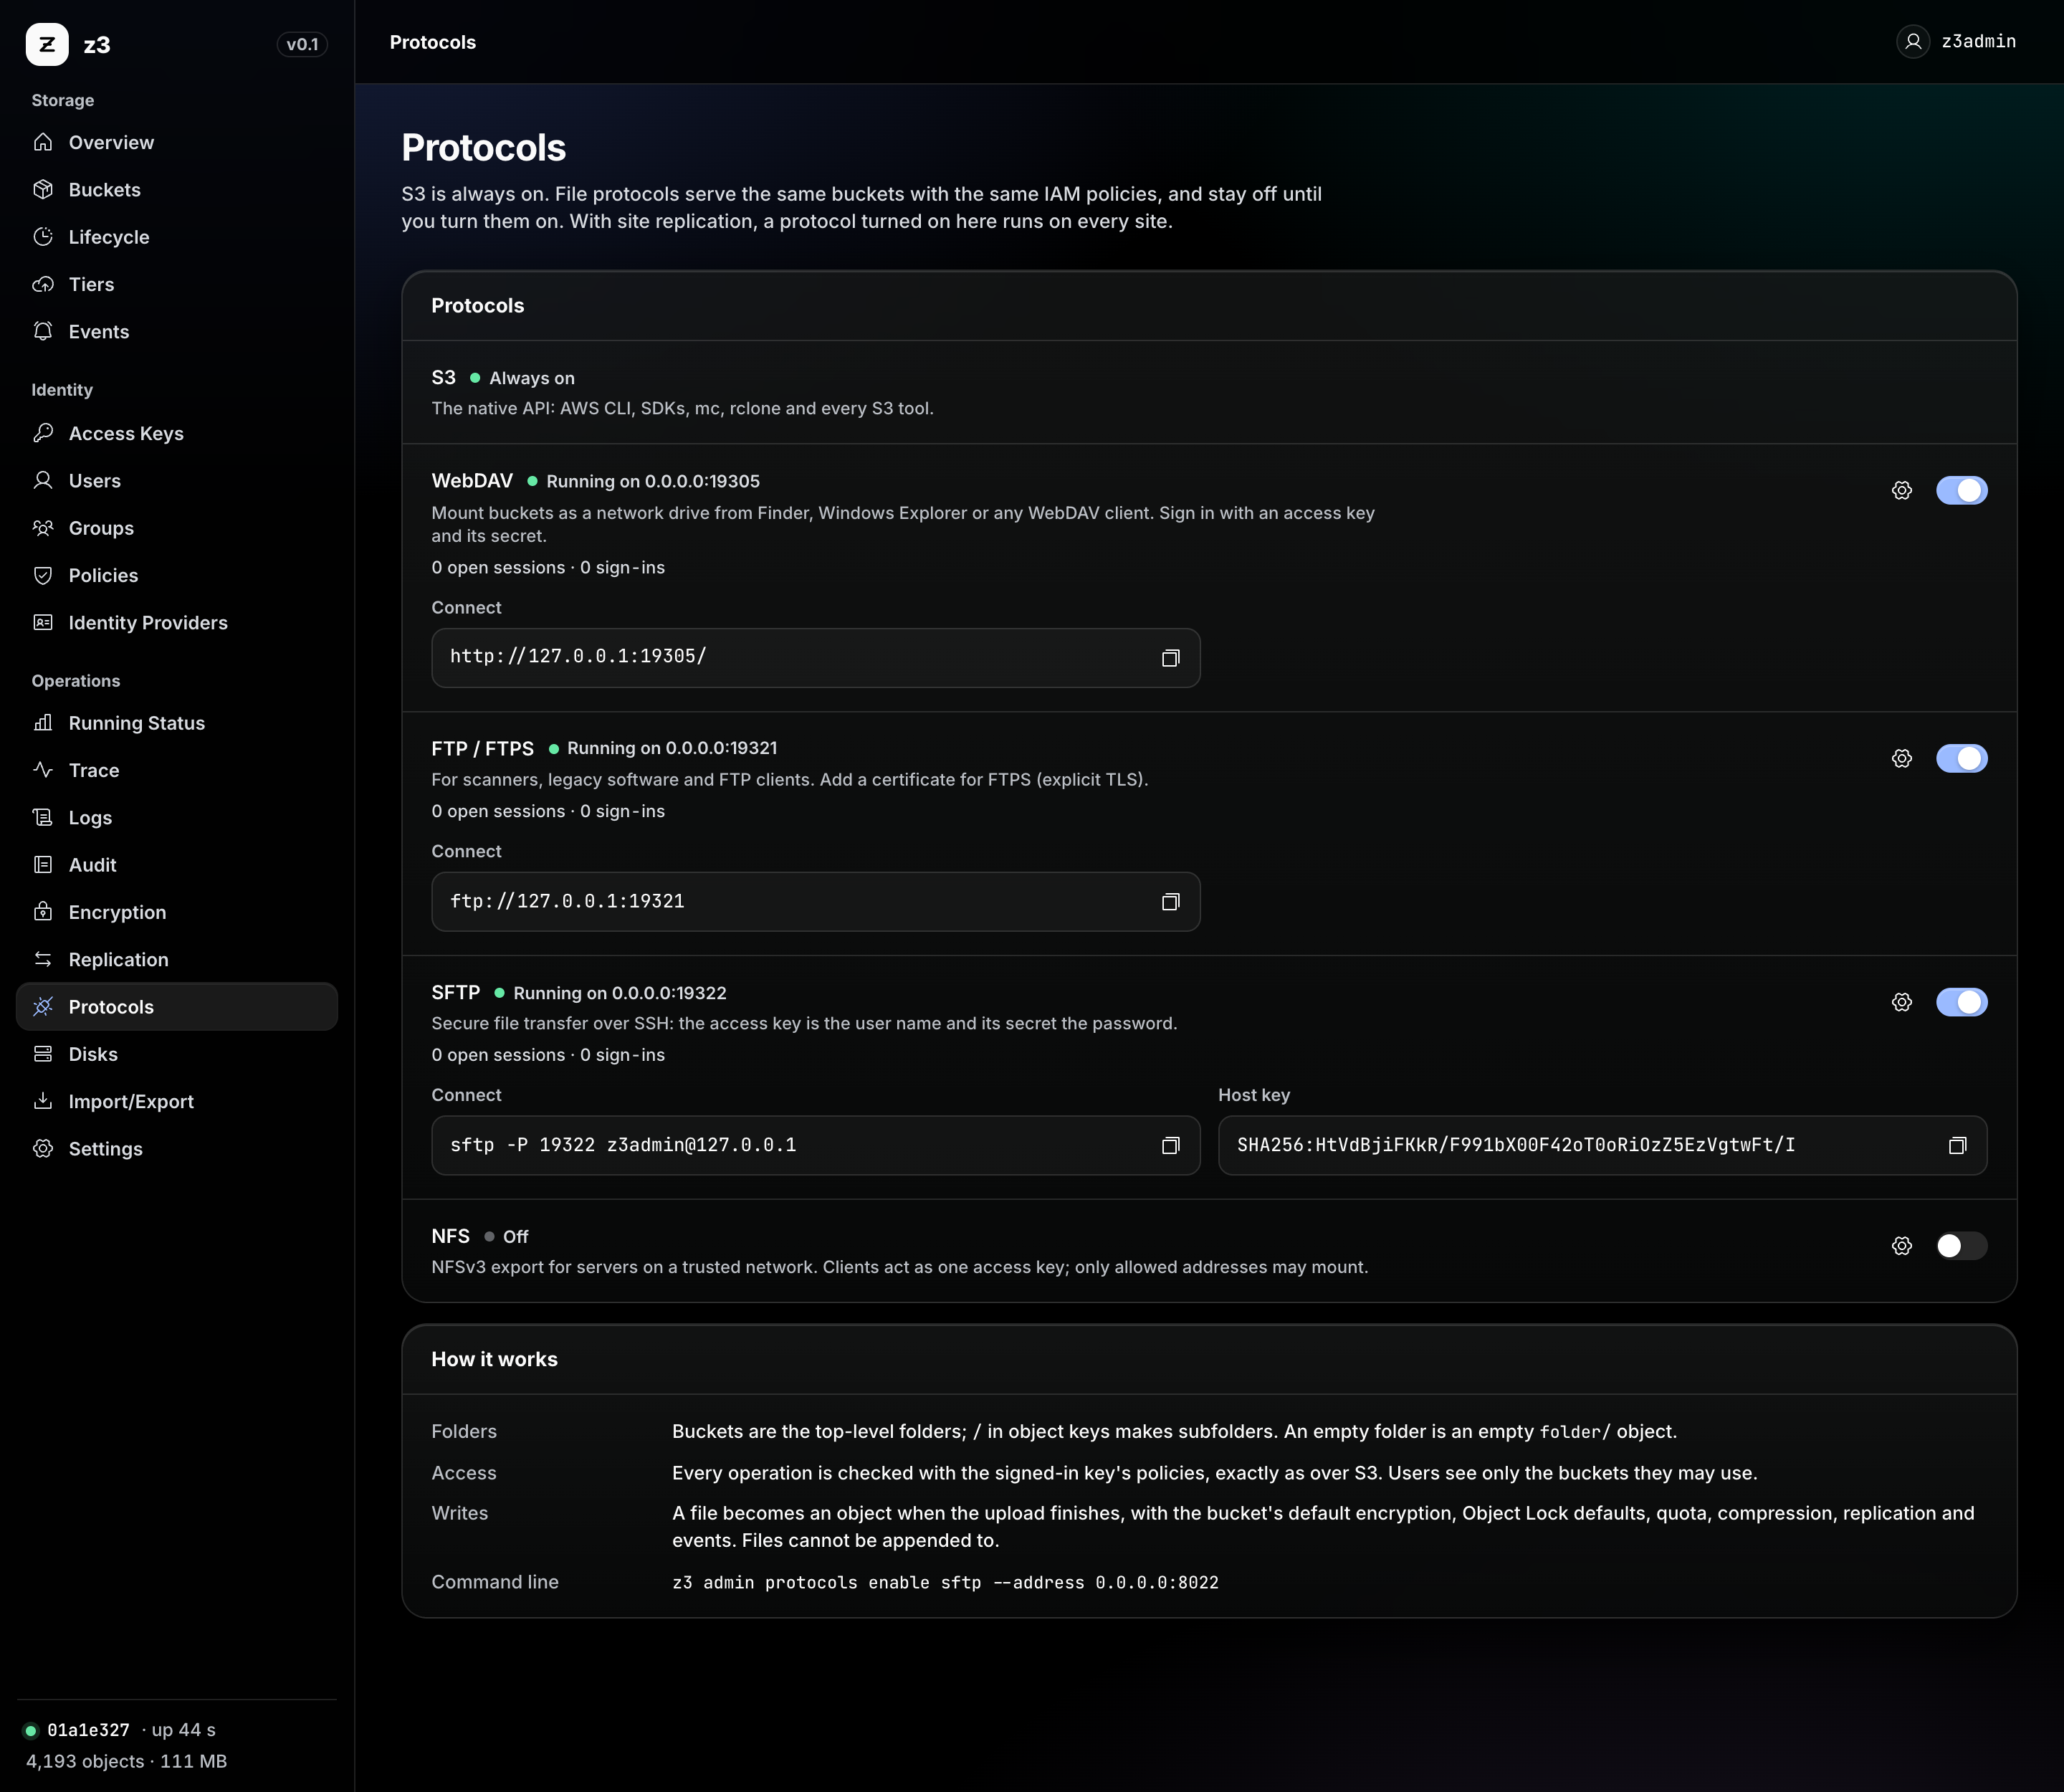 z3
v0.1
Storage
Overview
Buckets
Lifecycle
Tiers
Events
Identity
Access Keys
Users
Groups
Policies
Identity Providers
Operations
Running Status
Trace
Logs
Audit
Encryption
Replication
Protocols
Disks
Import/Export
Settings
01a1e327 · up 44 s
4,193 objects · 111 MB
Protocols
z3admin
Protocols
S3 is always on. File protocols serve the same buckets with the same IAM policies, and stay off until
you turn them on. With site replication, a protocol turned on here runs on every site.
Protocols
S3 Always on
The native API: AWS CLI, SDKs, mc, rclone and every S3 tool.
WebDAV Running on 0.0.0.0:19305
Mount buckets as a network drive from Finder, Windows Explorer or any WebDAV client. Sign in with an access key
and its secret.
0 open sessions · 0 sign-ins
Connect
http://127.0.0.1:19305/
FTP / FTPS Running on 0.0.0.0:19321
For scanners, legacy software and FTP clients. Add a certificate for FTPS (explicit TLS).
0 open sessions · 0 sign-ins
Connect
ftp://127.0.0.1:19321
SFTP Running on 0.0.0.0:19322
Secure file transfer over SSH: the access key is the user name and its secret the password.
0 open sessions · 0 sign-ins
Connect
sftp -P 19322 z3admin@127.0.0.1
Host key
SHA256:HtVdBjiFKkR/F991bX00F42oT0oRiOzZ5EzVgtwFt/I
NFS Off
NFSv3 export for servers on a trusted network. Clients act as one access key; only allowed addresses may mount.
How it works
Folders Buckets are the top-level folders; / in object keys makes subfolders. An empty folder is an empty folder/ object.
Access Every operation is checked with the signed-in key's policies, exactly as over S3. Users see only the buckets they may use.
Writes A file becomes an object when the upload finishes, with the bucket's default encryption, Object Lock defaults, quota, compression, replication and
events. Files cannot be appended to.
Command line z3 admin protocols enable sftp --address 0.0.0.0:8022